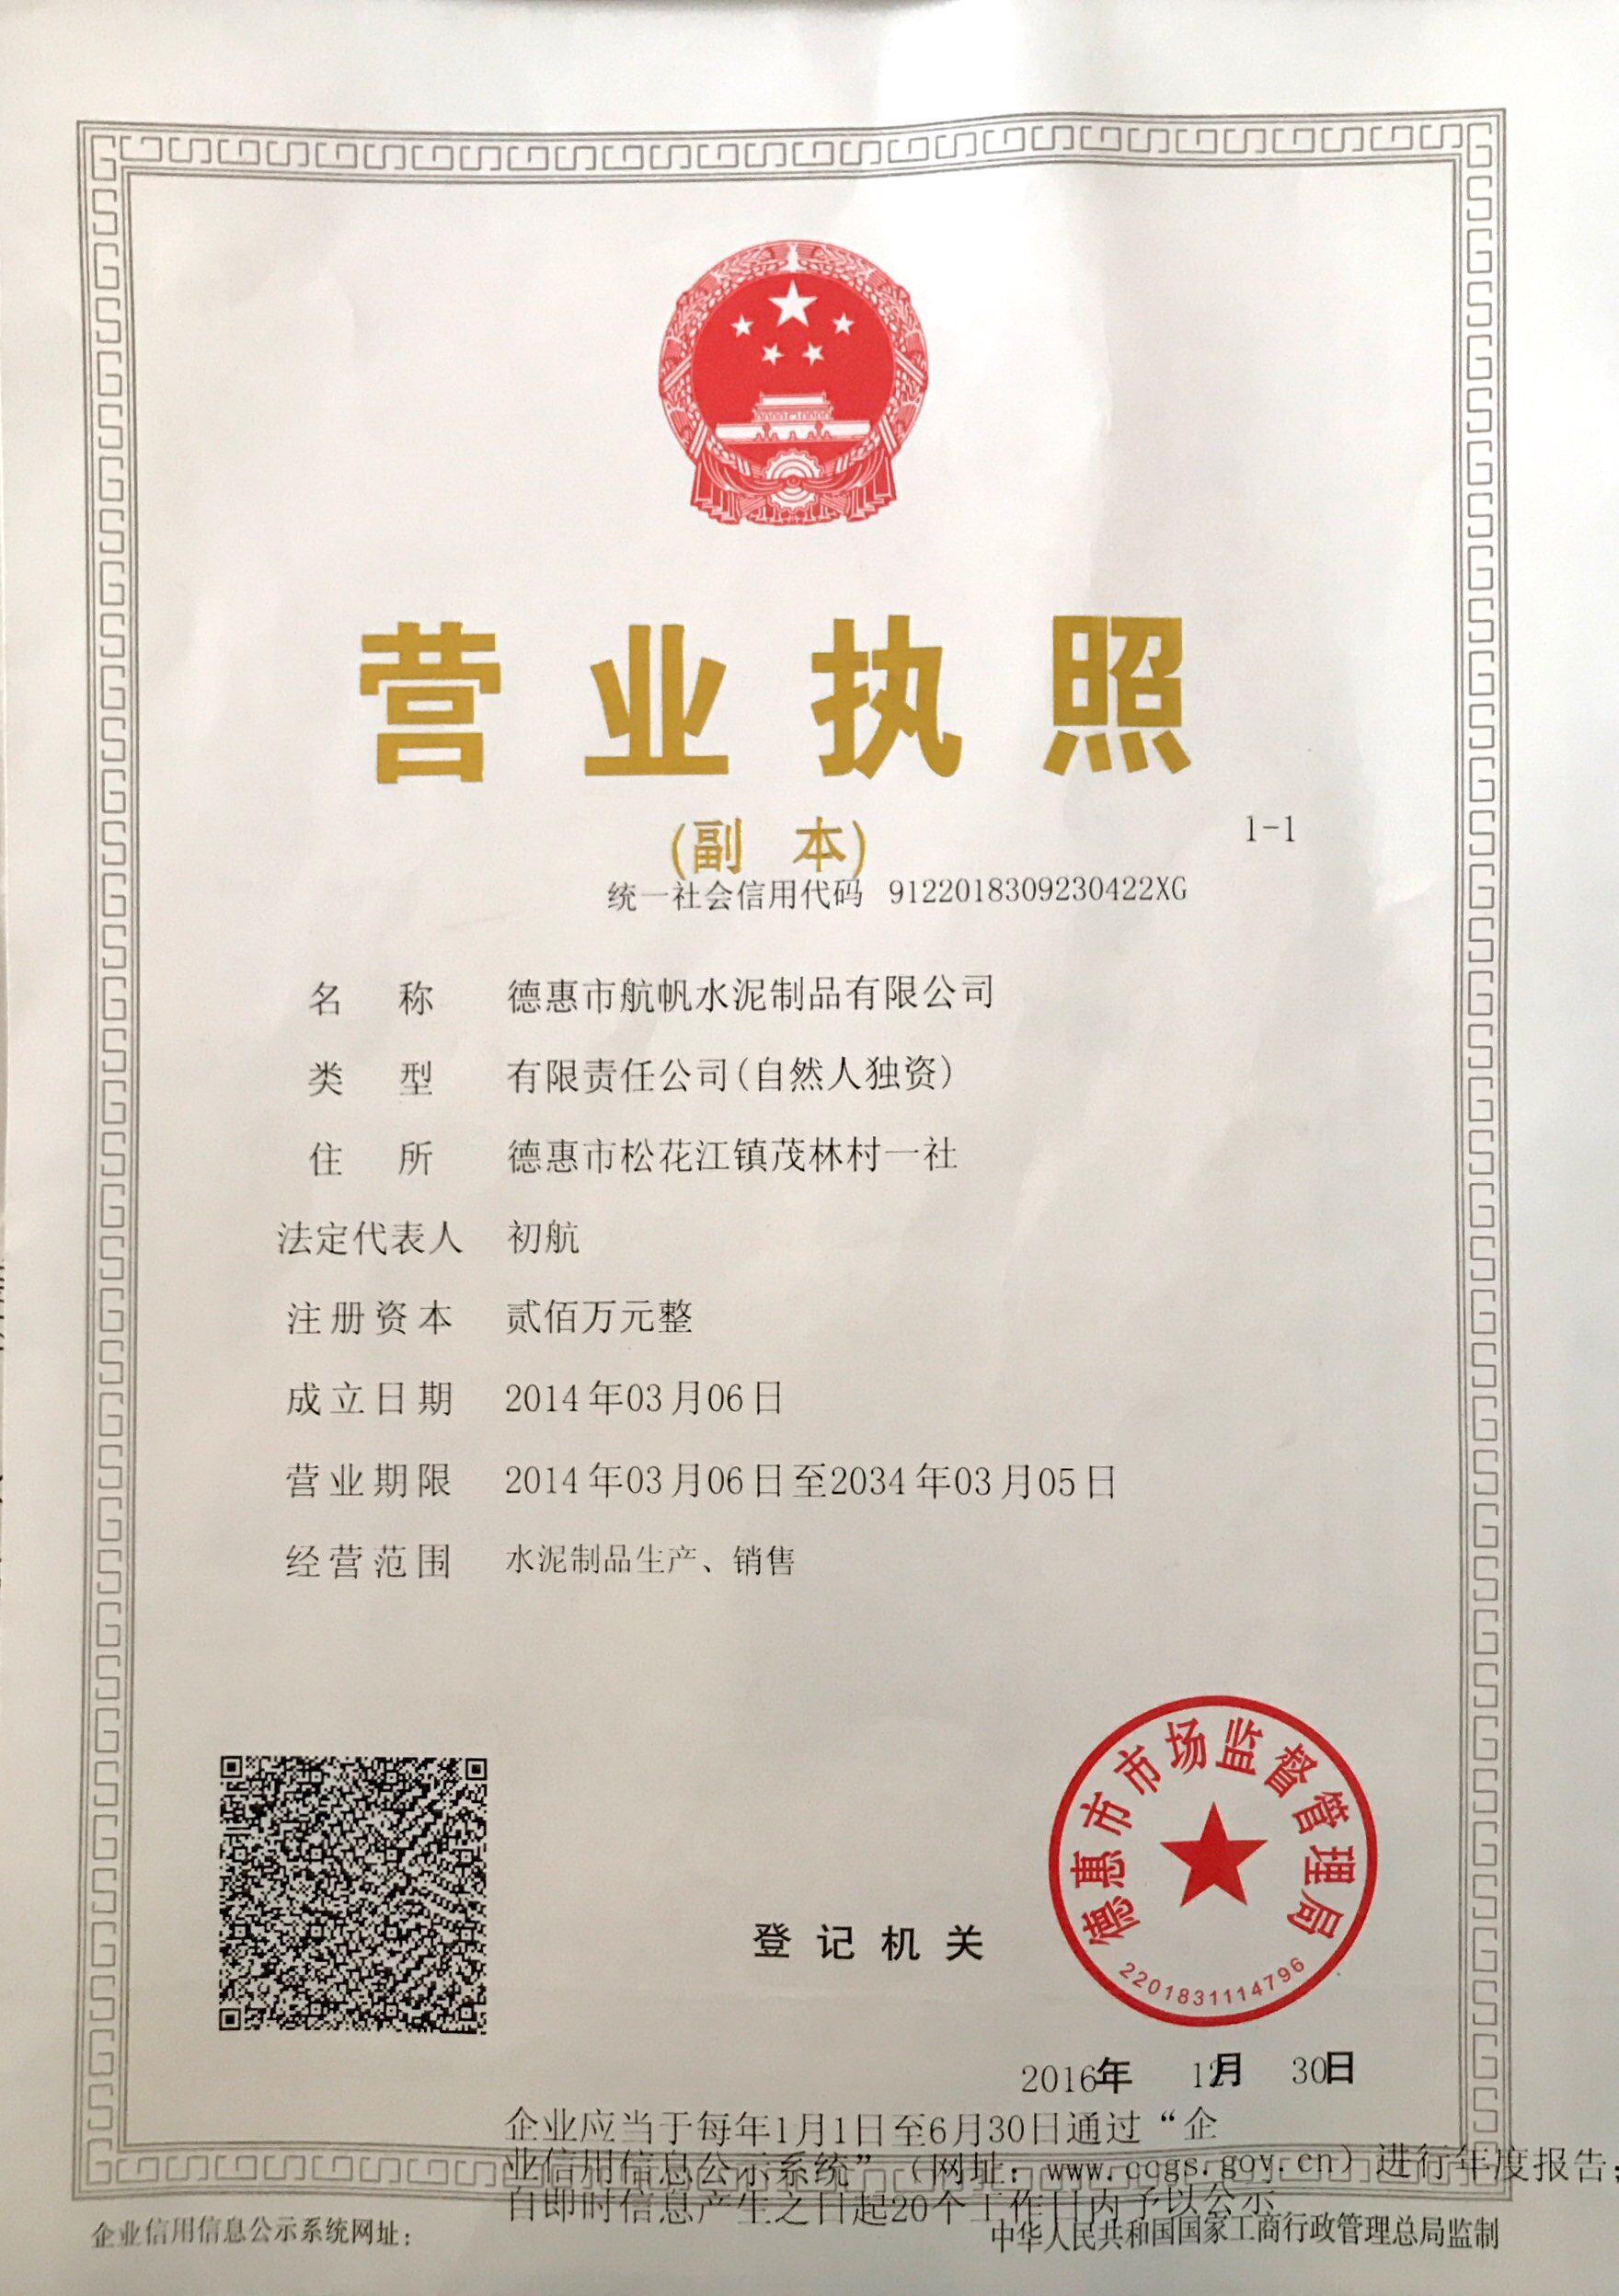 营业执照
(副 本)
1-1
统一社会信用代码 9122018309230422XG
名 称 德惠市航帆水泥制品有限公司
类 型 有限责任公司(自然人独资)
住 所 德惠市松花江镇茂林村一社
法定代表人 初航
注册资本 贰佰万元整
成立日期 2014年03月06日
营业期限 2014年03月06日至2034年03月05日
经营范围 水泥制品生产、销售
登记机关
德惠市市场监督管理局
2201831114796
2016年 12月 30日
企业应当于每年1月1日至6月30日通过“企
业信用信息公示系统”（网址：www.ccgs.gov.cn）进行年度报告；
自即时信息产生之日起20个工作日内予以公示
企业信用信息公示系统网址：
中华人民共和国国家工商行政管理总局监制